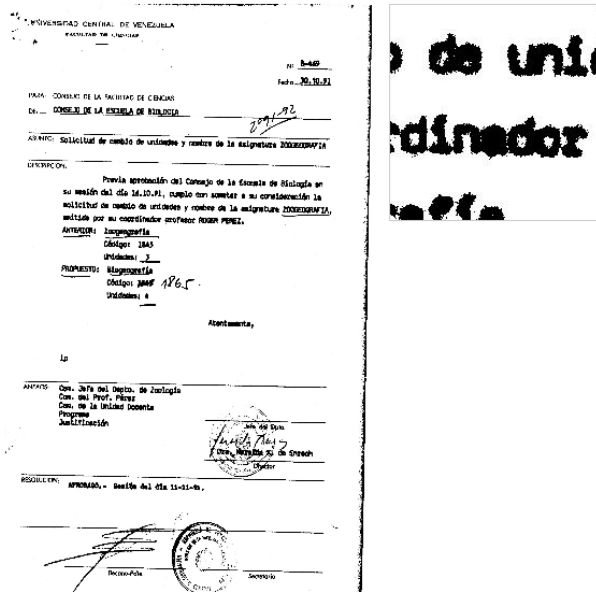 UNIVERSIDAD CENTRAL DE VENEZUELA
FACULTAD DE CIENCIAS
Nº B-469
Fecha 30.10.91
PARA: CONSEJO DE LA FACULTAD DE CIENCIAS
DE: CONSEJO DE LA ESCUELA DE BIOLOGIA
209/92
ASUNTO: Solicitud de cambio de unidades y nombre de la asignatura ZOOGEOGRAFIA
DESCRIPCION:
Previa aprobación del Consejo de la Escuela de Biología en
su sesión del día 16.10.91, cumplo con someter a su consideración la
solicitud de cambio de unidades y nombre de la asignatura ZOOGEOGRAFIA,
emitida por su coordinador profesor ROGER PEREZ.
ANTERIOR: Zoogeografía
Código: 1845
Unidades: 3
PROPUESTO: Biogeografía
Código: 1865
Unidades: 4
Atentamente,
lp
ANEXOS: Com. Jefe del Depto. de Zoología
Com. del Prof. Pérez
Com. de la Unidad Docente
Programa
Justificación
Jefe del Dpto.
Director
RESOLUCION: APROBADO.- Sesión del día
Secretario
o de unid
rdinador
rafía